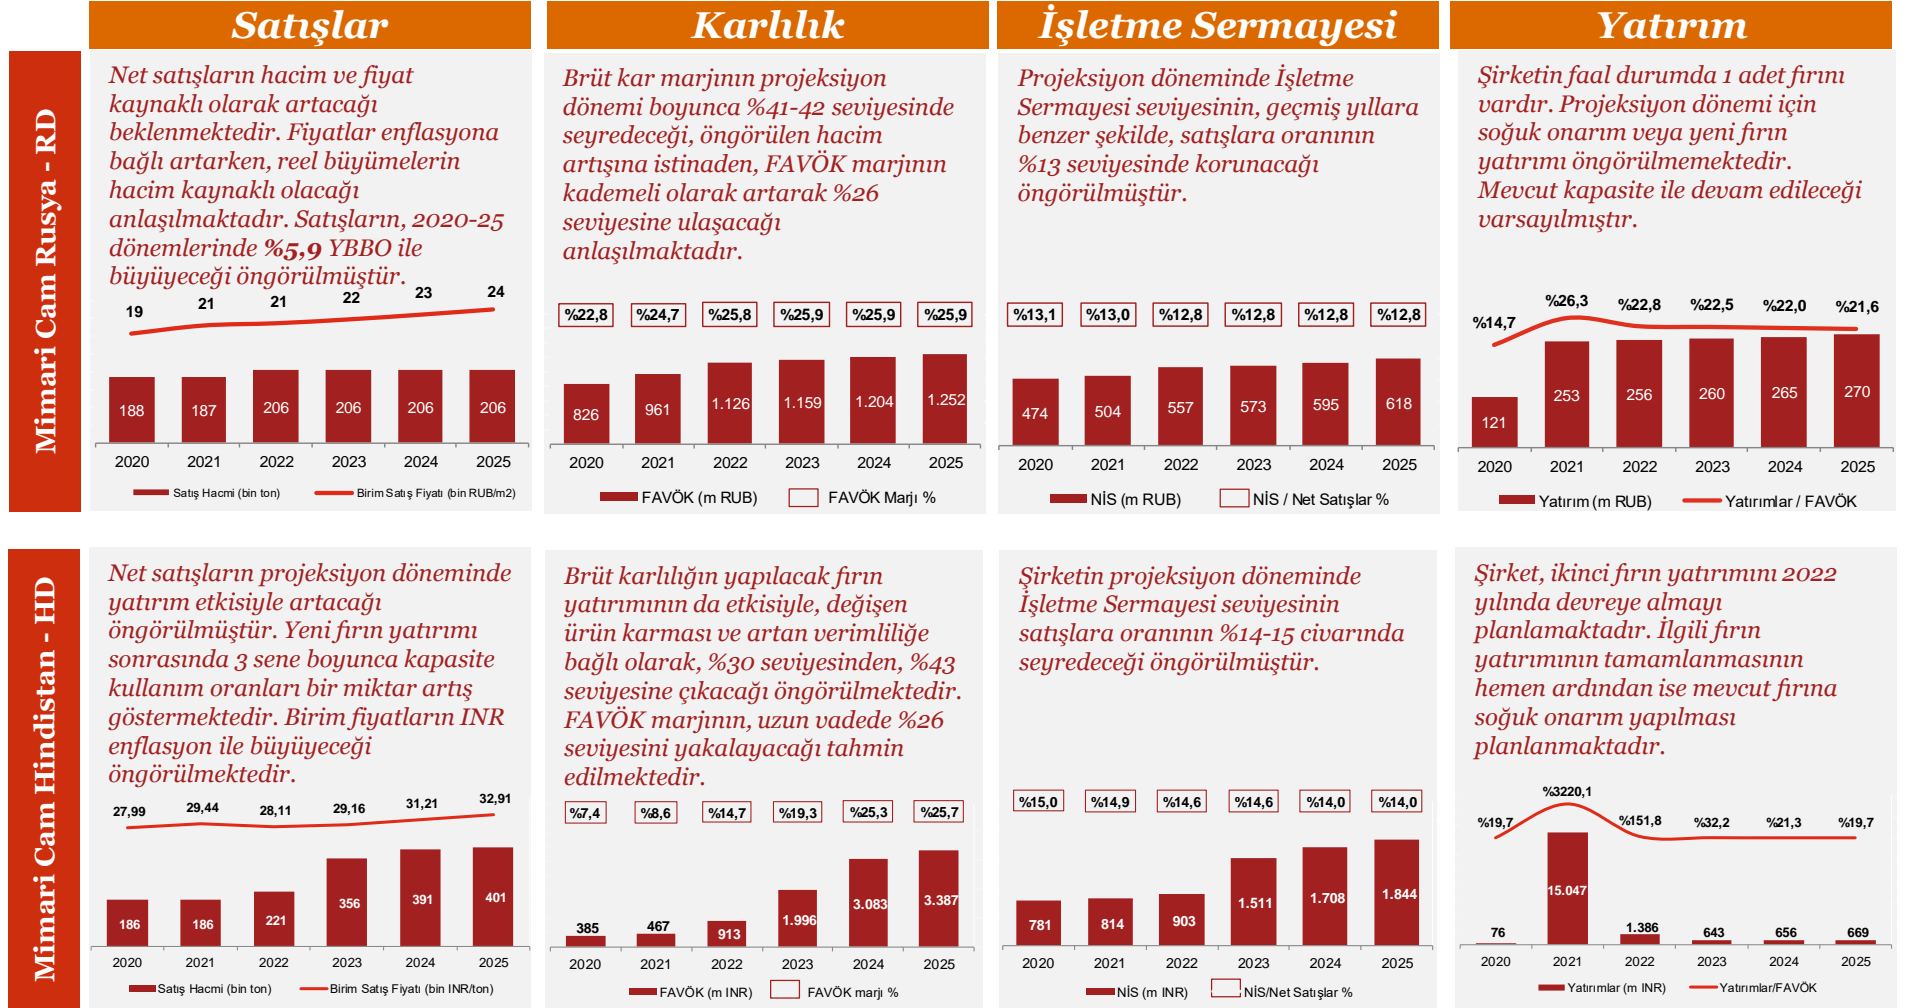 Satışlar
Karlılık
İşletme Sermayesi
Yatırım
Mimari Cam Rusya - RD
Net satışların hacim ve fiyat
kaynaklı olarak artacağı
beklenmektedir. Fiyatlar enflasyona
bağlı artarken, reel büyümelerin
hacim kaynaklı olacağı
anlaşılmaktadır. Satışların, 2020-25
dönemlerinde %5,9 YBBO ile
büyüyeceği öngörülmüştür.
19 21 21 22 23 24
188 187 206 206 206 206
2020 2021 2022 2023 2024 2025
Satış Hacmi (bin ton) Birim Satış Fiyatı (bin RUB/m2)
Brüt kar marjının projeksiyon
dönemi boyunca %41-42 seviyesinde
seyredeceği, öngörülen hacim
artışına istinaden, FAVÖK marjının
kademeli olarak artarak %26
seviyesine ulaşacağı
anlaşılmaktadır.
%22,8 %24,7 %25,8 %25,9 %25,9 %25,9
826 961 1.126 1.159 1.204 1.252
2020 2021 2022 2023 2024 2025
FAVÖK (m RUB) FAVÖK Marjı %
Projeksiyon döneminde İşletme
Sermayesi seviyesinin, geçmiş yıllara
benzer şekilde, satışlara oranının
%13 seviyesinde korunacağı
öngörülmüştür.
%13,1 %13,0 %12,8 %12,8 %12,8 %12,8
474 504 557 573 595 618
2020 2021 2022 2023 2024 2025
NİS (m RUB) NİS / Net Satışlar %
Şirketin faal durumda 1 adet fırını
vardır. Projeksiyon dönemi için
soğuk onarım veya yeni fırın
yatırımı öngörülmemektedir.
Mevcut kapasite ile devam edileceği
varsayılmıştır.
%14,7 %26,3 %22,8 %22,5 %22,0 %21,6
121 253 256 260 265 270
2020 2021 2022 2023 2024 2025
Yatırım (m RUB) Yatırımlar / FAVÖK
Mimari Cam Hindistan - HD
Net satışların projeksiyon döneminde
yatırım etkisiyle artacağı
öngörülmüştür. Yeni fırın yatırımı
sonrasında 3 sene boyunca kapasite
kullanım oranları bir miktar artış
göstermektedir. Birim fiyatların INR
enflasyon ile büyüyeceği
öngörülmektedir.
27,99 29,44 28,11 29,16 31,21 32,91
186 186 221 356 391 401
2020 2021 2022 2023 2024 2025
Satış Hacmi (bin ton) Birim Satış Fiyatı (bin INR/ton)
Brüt karlılığın yapılacak fırın
yatırımının da etkisiyle, değişen
ürün karması ve artan verimliliğe
bağlı olarak, %30 seviyesinden, %43
seviyesine çıkacağı öngörülmektedir.
FAVÖK marjının, uzun vadede %26
seviyesini yakalayacağı tahmin
edilmektedir.
%7,4 %8,6 %14,7 %19,3 %25,3 %25,7
385 467 913 1.996 3.083 3.387
2020 2021 2022 2023 2024 2025
FAVÖK (m INR) FAVÖK marjı %
Şirketin projeksiyon döneminde
İşletme Sermayesi seviyesinin
satışlara oranının %14-15 civarında
seyredeceği öngörülmüştür.
%15,0 %14,9 %14,6 %14,6 %14,0 %14,0
781 814 903 1.511 1.708 1.844
2020 2021 2022 2023 2024 2025
NİS (m INR) NİS/Net Satışlar %
Şirket, ikinci fırın yatırımını 2022
yılında devreye almayı
planlamaktadır. İlgili fırın
yatırımının tamamlanmasının
hemen ardından ise mevcut fırına
soğuk onarım yapılması
planlanmaktadır.
%19,7 %3220,1 %151,8 %32,2 %21,3 %19,7
76 15.047 1.386 643 656 669
2020 2021 2022 2023 2024 2025
Yatırımlar (m INR) Yatırımlar/FAVÖK